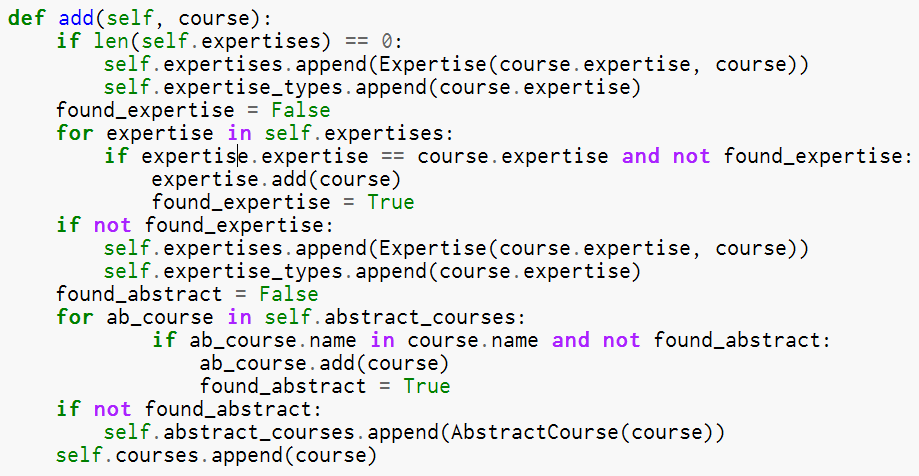 def add(self, course):
    if len(self.expertises) == 0:
        self.expertises.append(Expertise(course.expertise, course))
        self.expertise_types.append(course.expertise)
    found_expertise = False
    for expertise in self.expertises:
        if expertise.expertise == course.expertise and not found_expertise:
            expertise.add(course)
            found_expertise = True
    if not found_expertise:
        self.expertises.append(Expertise(course.expertise, course))
        self.expertise_types.append(course.expertise)
    found_abstract = False
    for ab_course in self.abstract_courses:
            if ab_course.name in course.name and not found_abstract:
                ab_course.add(course)
                found_abstract = True
    if not found_abstract:
        self.abstract_courses.append(AbstractCourse(course))
    self.courses.append(course)